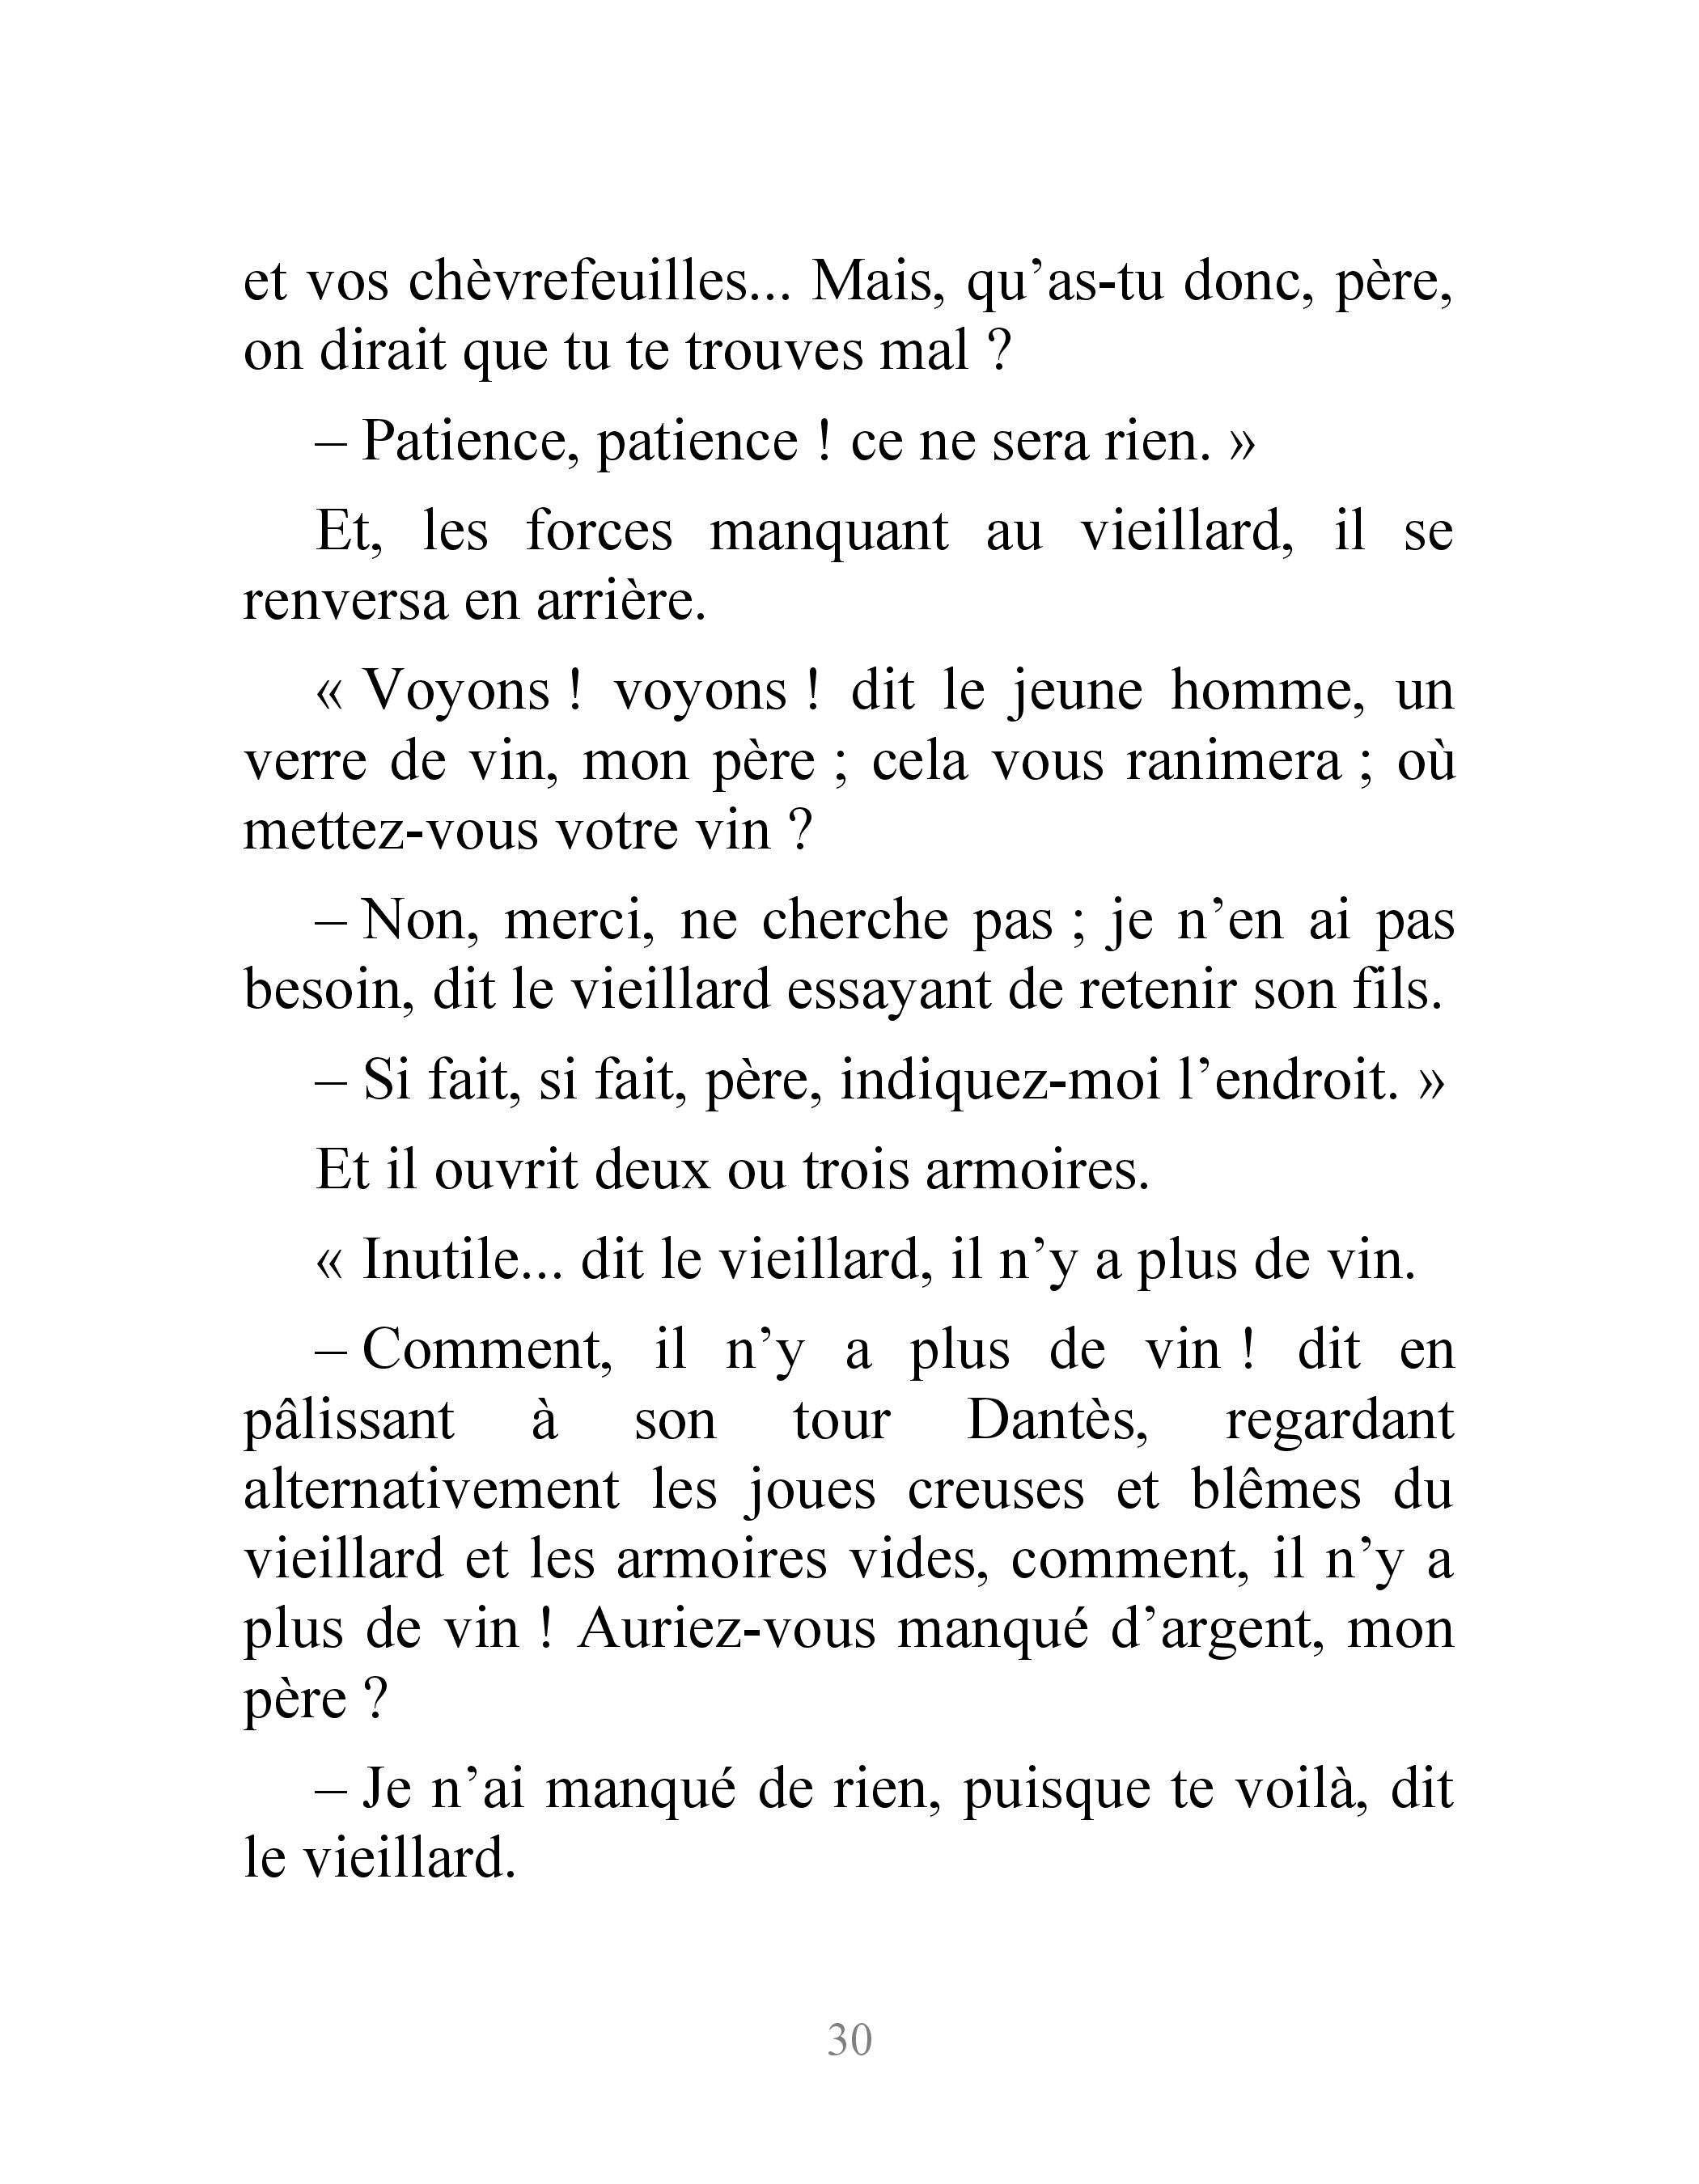 et vos chèvrefeuilles... Mais, qu’as-tu donc, père,
on dirait que tu te trouves mal ?
– Patience, patience ! ce ne sera rien. »
Et, les forces manquant au vieillard, il se
renversa en arrière.
« Voyons ! voyons ! dit le jeune homme, un
verre de vin, mon père ; cela vous ranimera ; où
mettez-vous votre vin ?
– Non, merci, ne cherche pas ; je n’en ai pas
besoin, dit le vieillard essayant de retenir son fils.
– Si fait, si fait, père, indiquez-moi l’endroit. »
Et il ouvrit deux ou trois armoires.
« Inutile... dit le vieillard, il n’y a plus de vin.
– Comment, il n’y a plus de vin ! dit en
pâlissant à son tour Dantès, regardant
alternativement les joues creuses et blêmes du
vieillard et les armoires vides, comment, il n’y a
plus de vin ! Auriez-vous manqué d’argent, mon
père ?
– Je n’ai manqué de rien, puisque te voilà, dit
le vieillard.
30